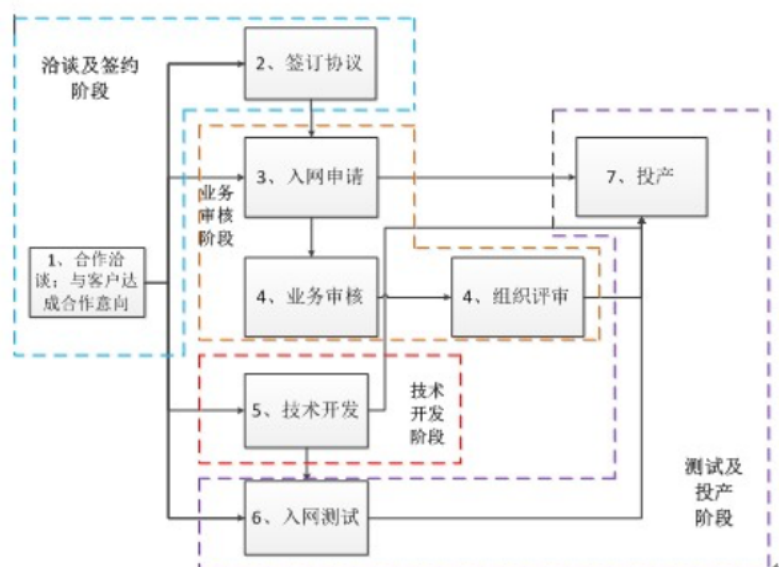 洽谈及签约
阶段
2、签订协议
业务
审核
阶段
3、入网申请
7、投产
1、合作洽
谈;与客户达
成合作意向
4、业务审核
4、组织评审
5、技术开发
技术
开发
阶段
6、入网测试
测试及
投产
阶段